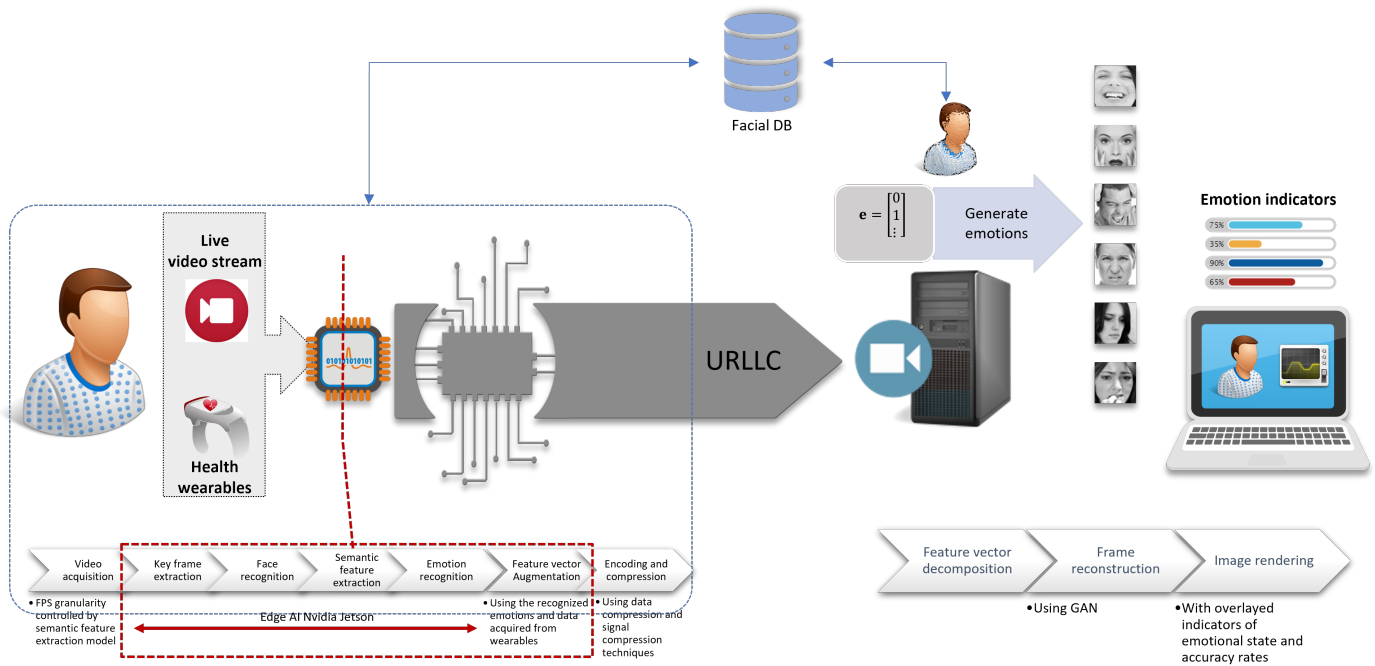 Facial DB
Live
video stream
Health
wearables
010101010101
URLLC
e = [0
1
⋮]
Generate
emotions
Emotion indicators
75%
35%
90%
65%
Video
acquisition
Key frame
extraction
Face
recognition
Semantic
feature
extraction
Emotion
recognition
Feature vector
Augmentation
Encoding and
compression
• FPS granularity
controlled by
semantic feature
extraction model
Edge AI Nvidia Jetson
• Using the recognized
emotions and data
acquired from
wearables
• Using data
compression and
signal
compression
techniques
Feature vector
decomposition
Frame
reconstruction
Image rendering
• Using GAN
• With overlayed
indicators of
emotional state and
accuracy rates